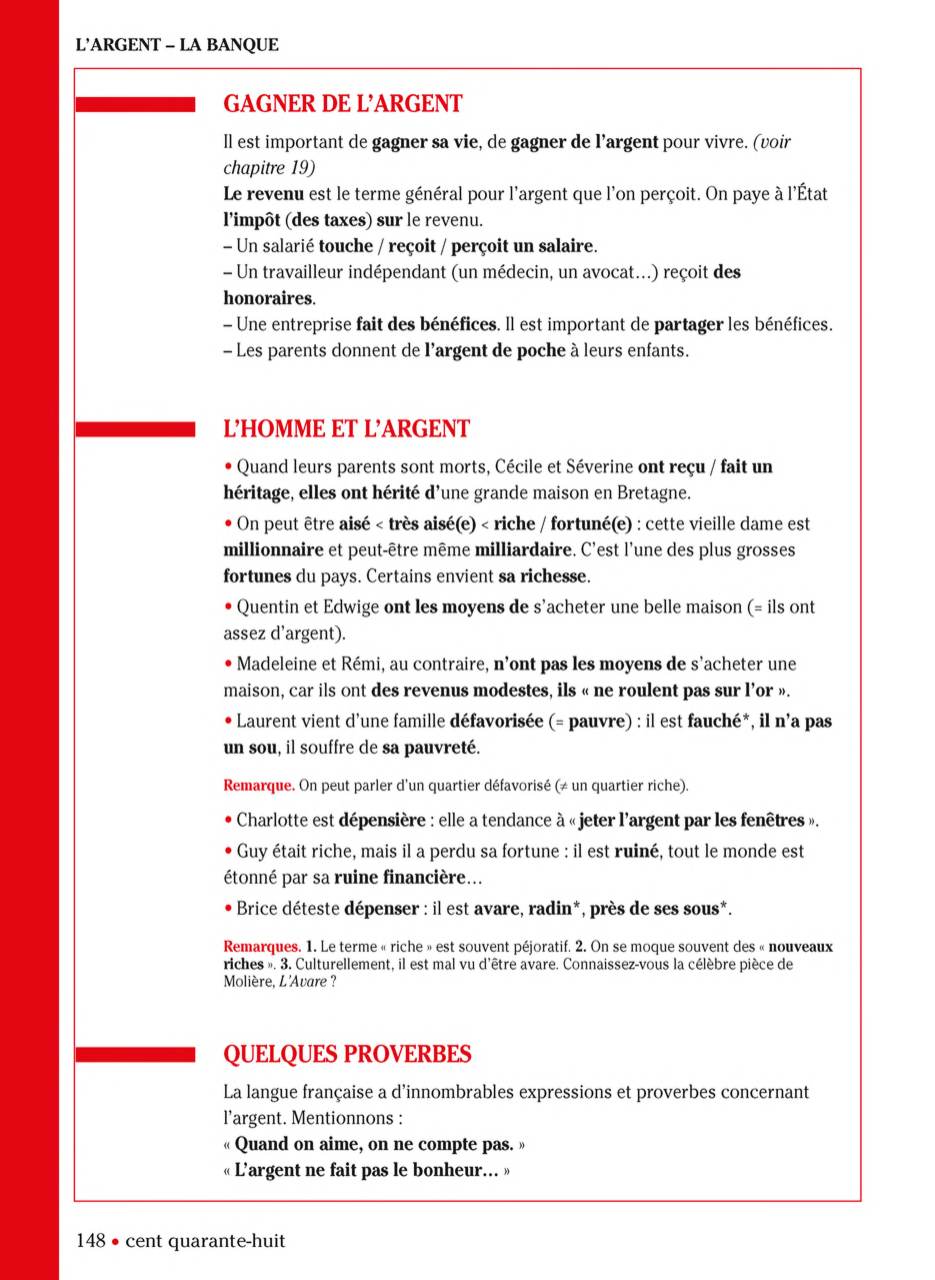 L’ARGENT – LA BANQUE
GAGNER DE L’ARGENT
Il est important de gagner sa vie, de gagner de l’argent pour vivre. (voir
chapitre 19)
Le revenu est le terme général pour l’argent que l’on perçoit. On paye à l’État
l’impôt (des taxes) sur le revenu.
– Un salarié touche / reçoit / perçoit un salaire.
– Un travailleur indépendant (un médecin, un avocat…) reçoit des
honoraires.
– Une entreprise fait des bénéfices. Il est important de partager les bénéfices.
– Les parents donnent de l’argent de poche à leurs enfants.
L’HOMME ET L’ARGENT
• Quand leurs parents sont morts, Cécile et Séverine ont reçu / fait un
héritage, elles ont hérité d’une grande maison en Bretagne.
• On peut être aisé < très aisé(e) < riche / fortuné(e) : cette vieille dame est
millionnaire et peut-être même milliardaire. C’est l’une des plus grosses
fortunes du pays. Certains envient sa richesse.
• Quentin et Edwige ont les moyens de s’acheter une belle maison (= ils ont
assez d’argent).
• Madeleine et Rémi, au contraire, n’ont pas les moyens de s’acheter une
maison, car ils ont des revenus modestes, ils « ne roulent pas sur l’or ».
• Laurent vient d’une famille défavorisée (= pauvre) : il est fauché*, il n’a pas
un sou, il souffre de sa pauvreté.
Remarque. On peut parler d’un quartier défavorisé (≠ un quartier riche).
• Charlotte est dépensière : elle a tendance à « jeter l’argent par les fenêtres ».
• Guy était riche, mais il a perdu sa fortune : il est ruiné, tout le monde est
étonné par sa ruine financière…
• Brice déteste dépenser : il est avare, radin*, près de ses sous*.
Remarques. 1. Le terme « riche » est souvent péjoratif. 2. On se moque souvent des « nouveaux
riches ». 3. Culturellement, il est mal vu d’être avare. Connaissez-vous la célèbre pièce de
Molière, L’Avare ?
QUELQUES PROVERBES
La langue française a d’innombrables expressions et proverbes concernant
l’argent. Mentionnons :
« Quand on aime, on ne compte pas. »
« L’argent ne fait pas le bonheur… »
148 • cent quarante-huit